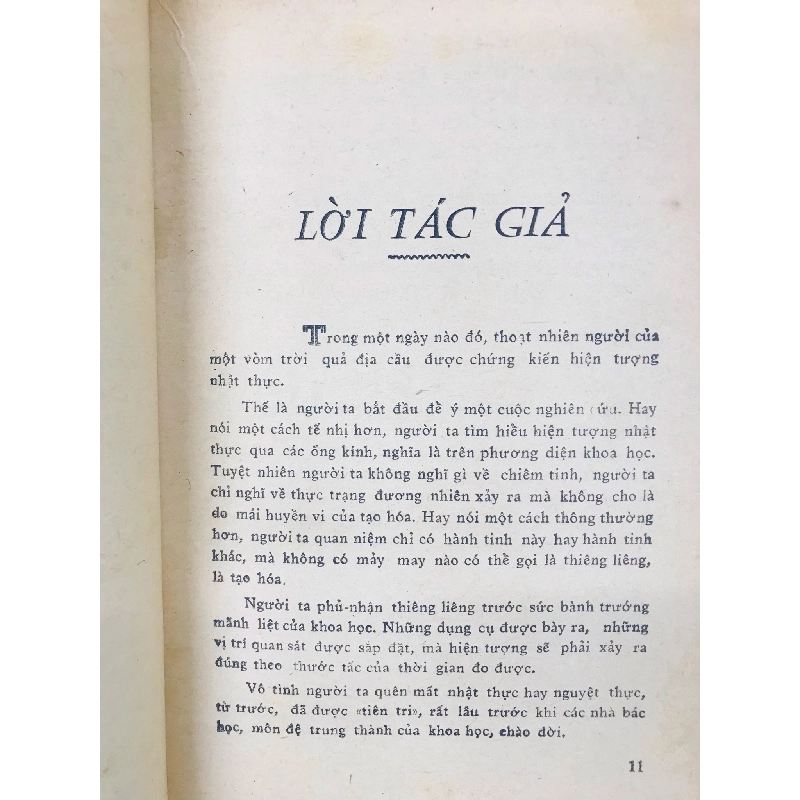 LỜI TÁC GIẢ
Trong một ngày nào đó, thoạt nhiên người của
một vòm trời quả địa cầu được chứng kiến hiện tượng
nhật thực.
Thế là người ta bắt đầu để ý một cuộc nghiên cứu. Hay
nói một cách tế nhị hơn, người ta tìm hiểu hiện tượng nhật
thực qua các ống kính, nghĩa là trên phương diện khoa học.
Tuyệt nhiên người ta không nghĩ gì về chiêm tinh, người ta
chỉ nghĩ về thực trạng đương nhiên xảy ra mà không cho là
do mải huyền vi của tạo hóa. Hay nói một cách thông thường
hơn, người ta quan niệm chỉ có hành tinh này hay hành tinh
khác, mà không có mảy may nào có thể gọi là thiêng liêng,
là tạo hóa.
Người ta phủ-nhận thiêng liêng trước sức bành trướng
mãnh liệt của khoa học. Những dụng cụ được bày ra, những
vị trí quan sát được sắp đặt, mà hiện tượng sẽ phải xảy ra
đúng theo thước tấc của thời gian đo được.
Vô tình người ta quên mất nhật thực hay nguyệt thực,
từ trước, đã được «tiên tri», rất lâu trước khi các nhà bác
học, môn đệ trung thành của khoa học, chào đời.
11